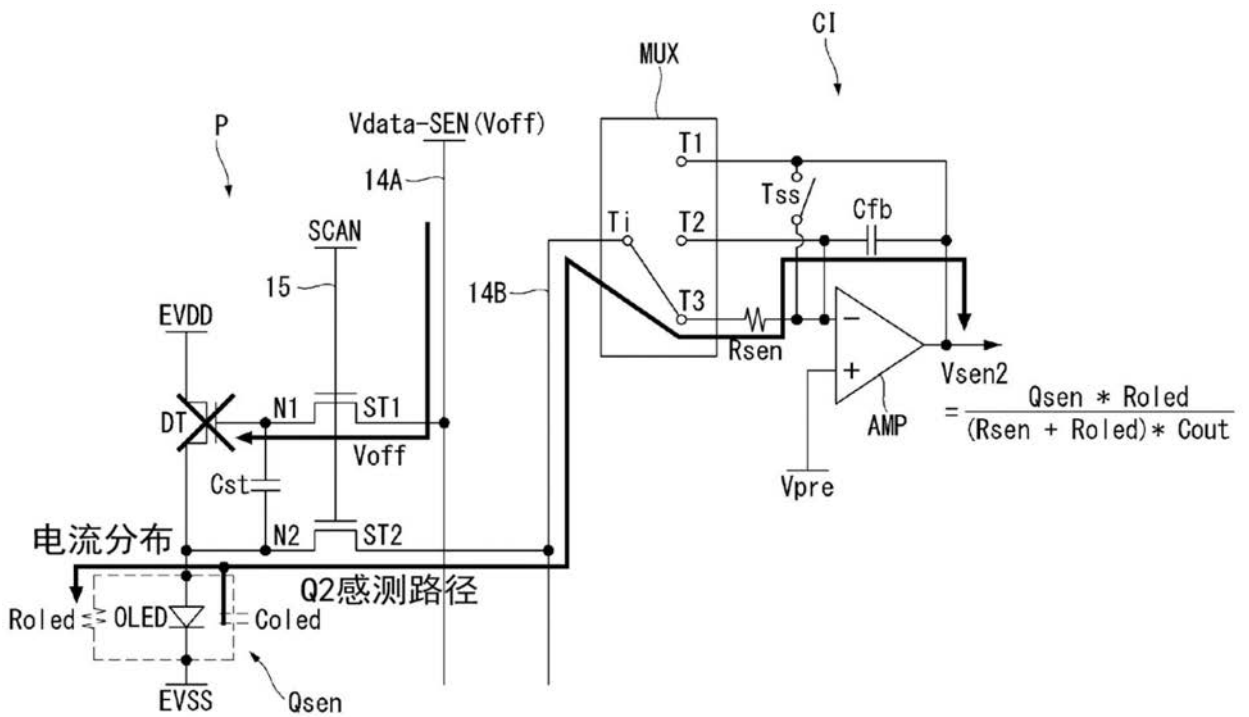 CI
MUX
P
Vdata-SEN(Voff)
T1
14A
Tss
Cfb
SCAN
Ti
T2
15
14B
T3
EVDD
Rsen
−
+
Vsen2
N1
ST1
DT
AMP
= Qsen * Roled
(Rsen + Roled)* Cout
Voff
Cst
Vpre
电流分布
N2
ST2
Q2感测路径
Roled
OLED
Coled
EVSS
Qsen